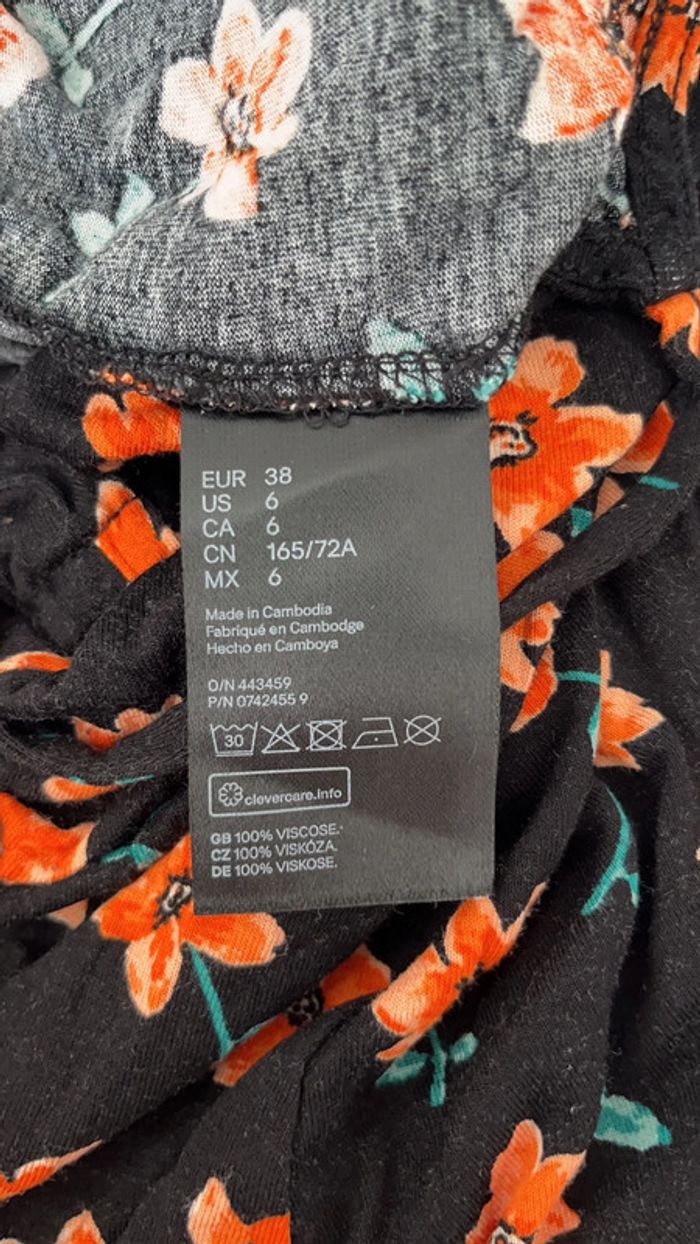 EUR 38
US 6
CA 6
CN 165/72A
MX 6
Made in Cambodia
Fabriqué en Cambodge
Hecho en Camboya
O/N 443459
P/N 0742455 9
30
clevercare.info
GB 100% VISCOSE.
CZ 100% VISKÓZA.
DE 100% VISKOSE.